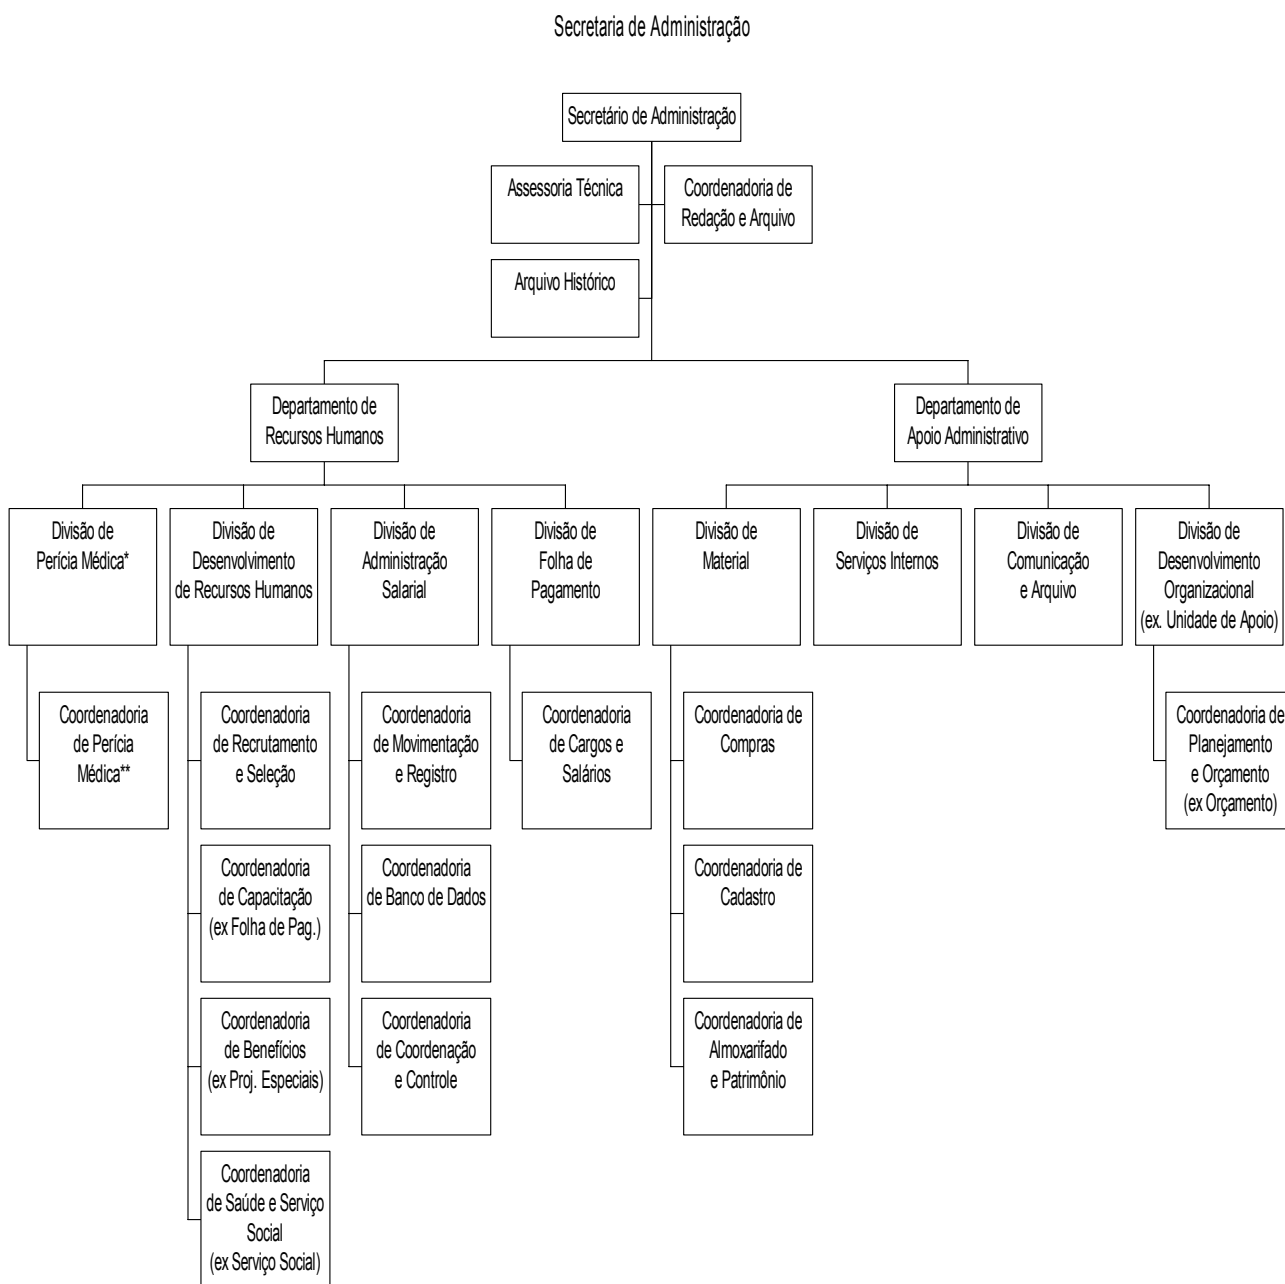 Secretaria de Administração
Secretário de Administração
Assessoria Técnica
Coordenadoria de
Redação e Arquivo
Arquivo Histórico
Departamento de
Recursos Humanos
Departamento de
Apoio Administrativo
Divisão de
Perícia Médica*
Divisão de
Desenvolvimento
de Recursos Humanos
Divisão de
Administração
Salarial
Divisão de
Folha de
Pagamento
Divisão de
Material
Divisão de
Serviços Internos
Divisão de
Comunicação
e Arquivo
Divisão de
Desenvolvimento
Organizacional
(ex. Unidade de Apoio)
Coordenadoria
de Perícia
Médica**
Coordenadoria
de Recrutamento
e Seleção
Coordenadoria
de Movimentação
e Registro
Coordenadoria
de Cargos e
Salários
Coordenadoria de
Compras
Coordenadoria de
Planejamento
e Orçamento
(ex Orçamento)
Coordenadoria
de Capacitação
(ex Folha de Pag.)
Coordenadoria
de Banco de Dados
Coordenadoria de
Cadastro
Coordenadoria
de Benefícios
(ex Proj. Especiais)
Coordenadoria
de Coordenação
e Controle
Coordenadoria de
Almoxarifado
e Patrimônio
Coordenadoria
de Saúde e Serviço
Social
(ex Serviço Social)